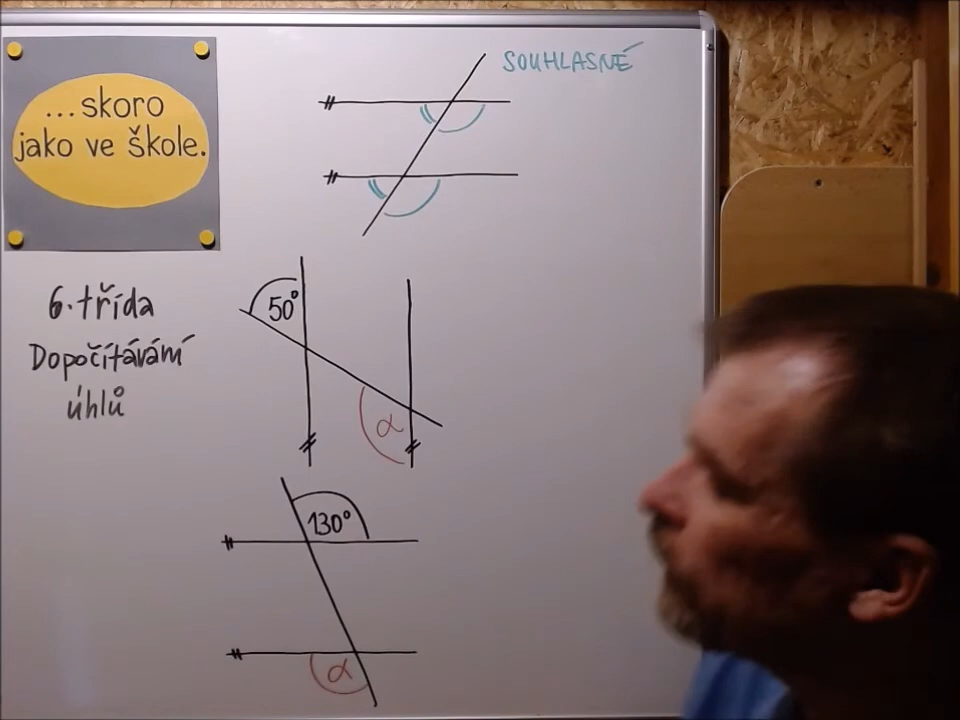 ...skoro
jako ve škole.
SOUHLASNÉ
6. třída
Dopočítávání
úhlů
50°
α
130°
α